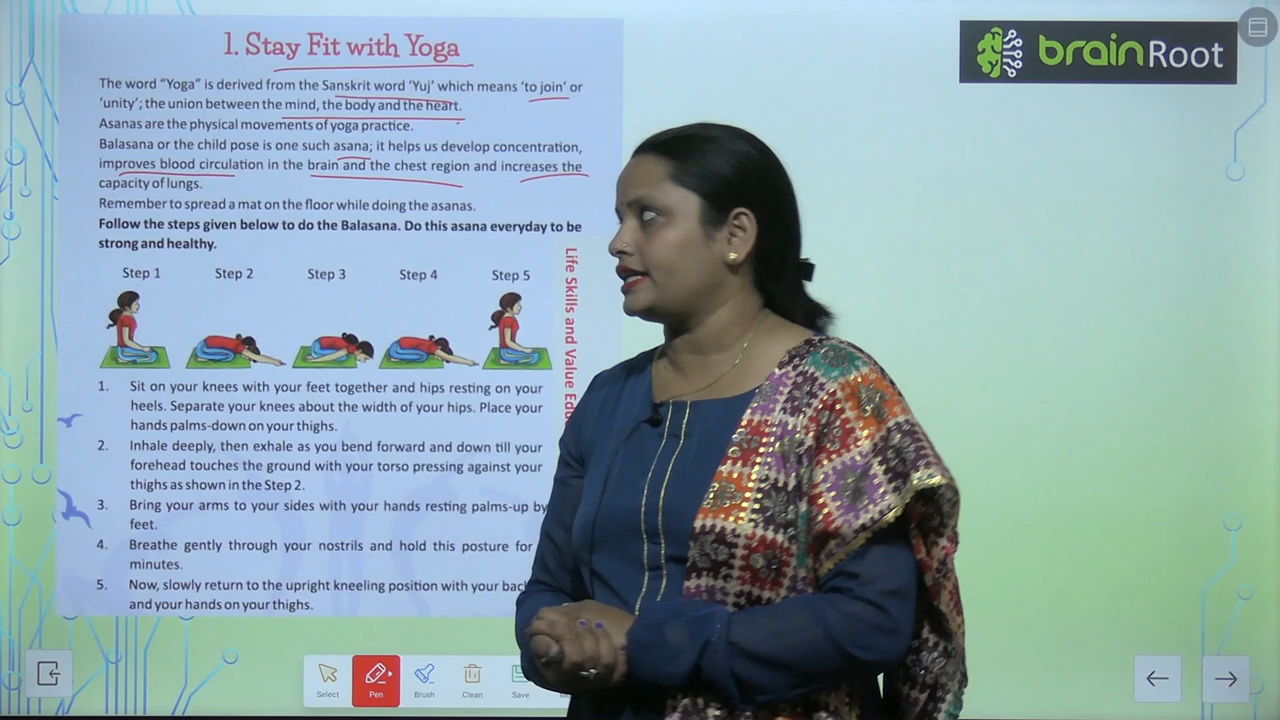 1. Stay Fit with Yoga
brainRoot
The word "Yoga" is derived from the Sanskrit word 'Yuj' which means 'to join' or
'unity'; the union between the mind, the body and the heart.
Asanas are the physical movements of yoga practice.
Balasana or the child pose is one such asana; it helps us develop concentration,
improves blood circulation in the brain and the chest region and increases the
capacity of lungs.
Remember to spread a mat on the floor while doing the asanas.
Follow the steps given below to do the Balasana. Do this asana everyday to be
strong and healthy.
Step 1 Step 2 Step 3 Step 4 Step 5
Life Skills and Value
1. Sit on your knees with your feet together and hips resting on your
heels. Separate your knees about the width of your hips. Place your
hands palms-down on your thighs.
2. Inhale deeply, then exhale as you bend forward and down till your
forehead touches the ground with your torso pressing against your
thighs as shown in the Step 2.
3. Bring your arms to your sides with your hands resting palms-up by
feet.
4. Breathe gently through your nostrils and hold this posture for
minutes.
5. Now, slowly return to the upright kneeling position with your
and your hands on your thighs.
Select Pen Brush Clean Save